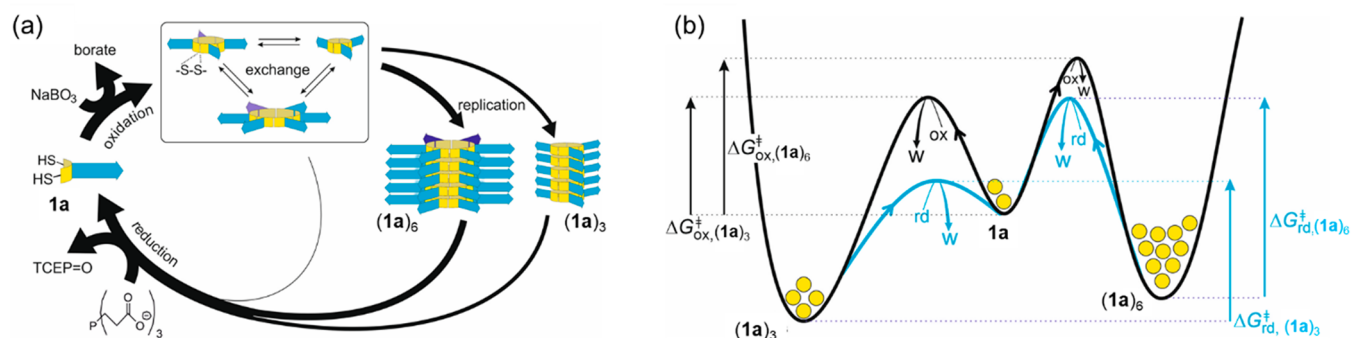 (a)
borate
NaBO3
oxidation
-S-S-
exchange
replication
HS
HS
1a
(1a)6
(1a)3
reduction
TCEP=O
P
O
O⊖
3
(b)
ΔG‡ox,(1a)6
ΔG‡ox,(1a)3
w
ox
rd
w
1a
ox
w
rd
w
(1a)3
(1a)6
ΔG‡rd,(1a)6
ΔG‡rd, (1a)3